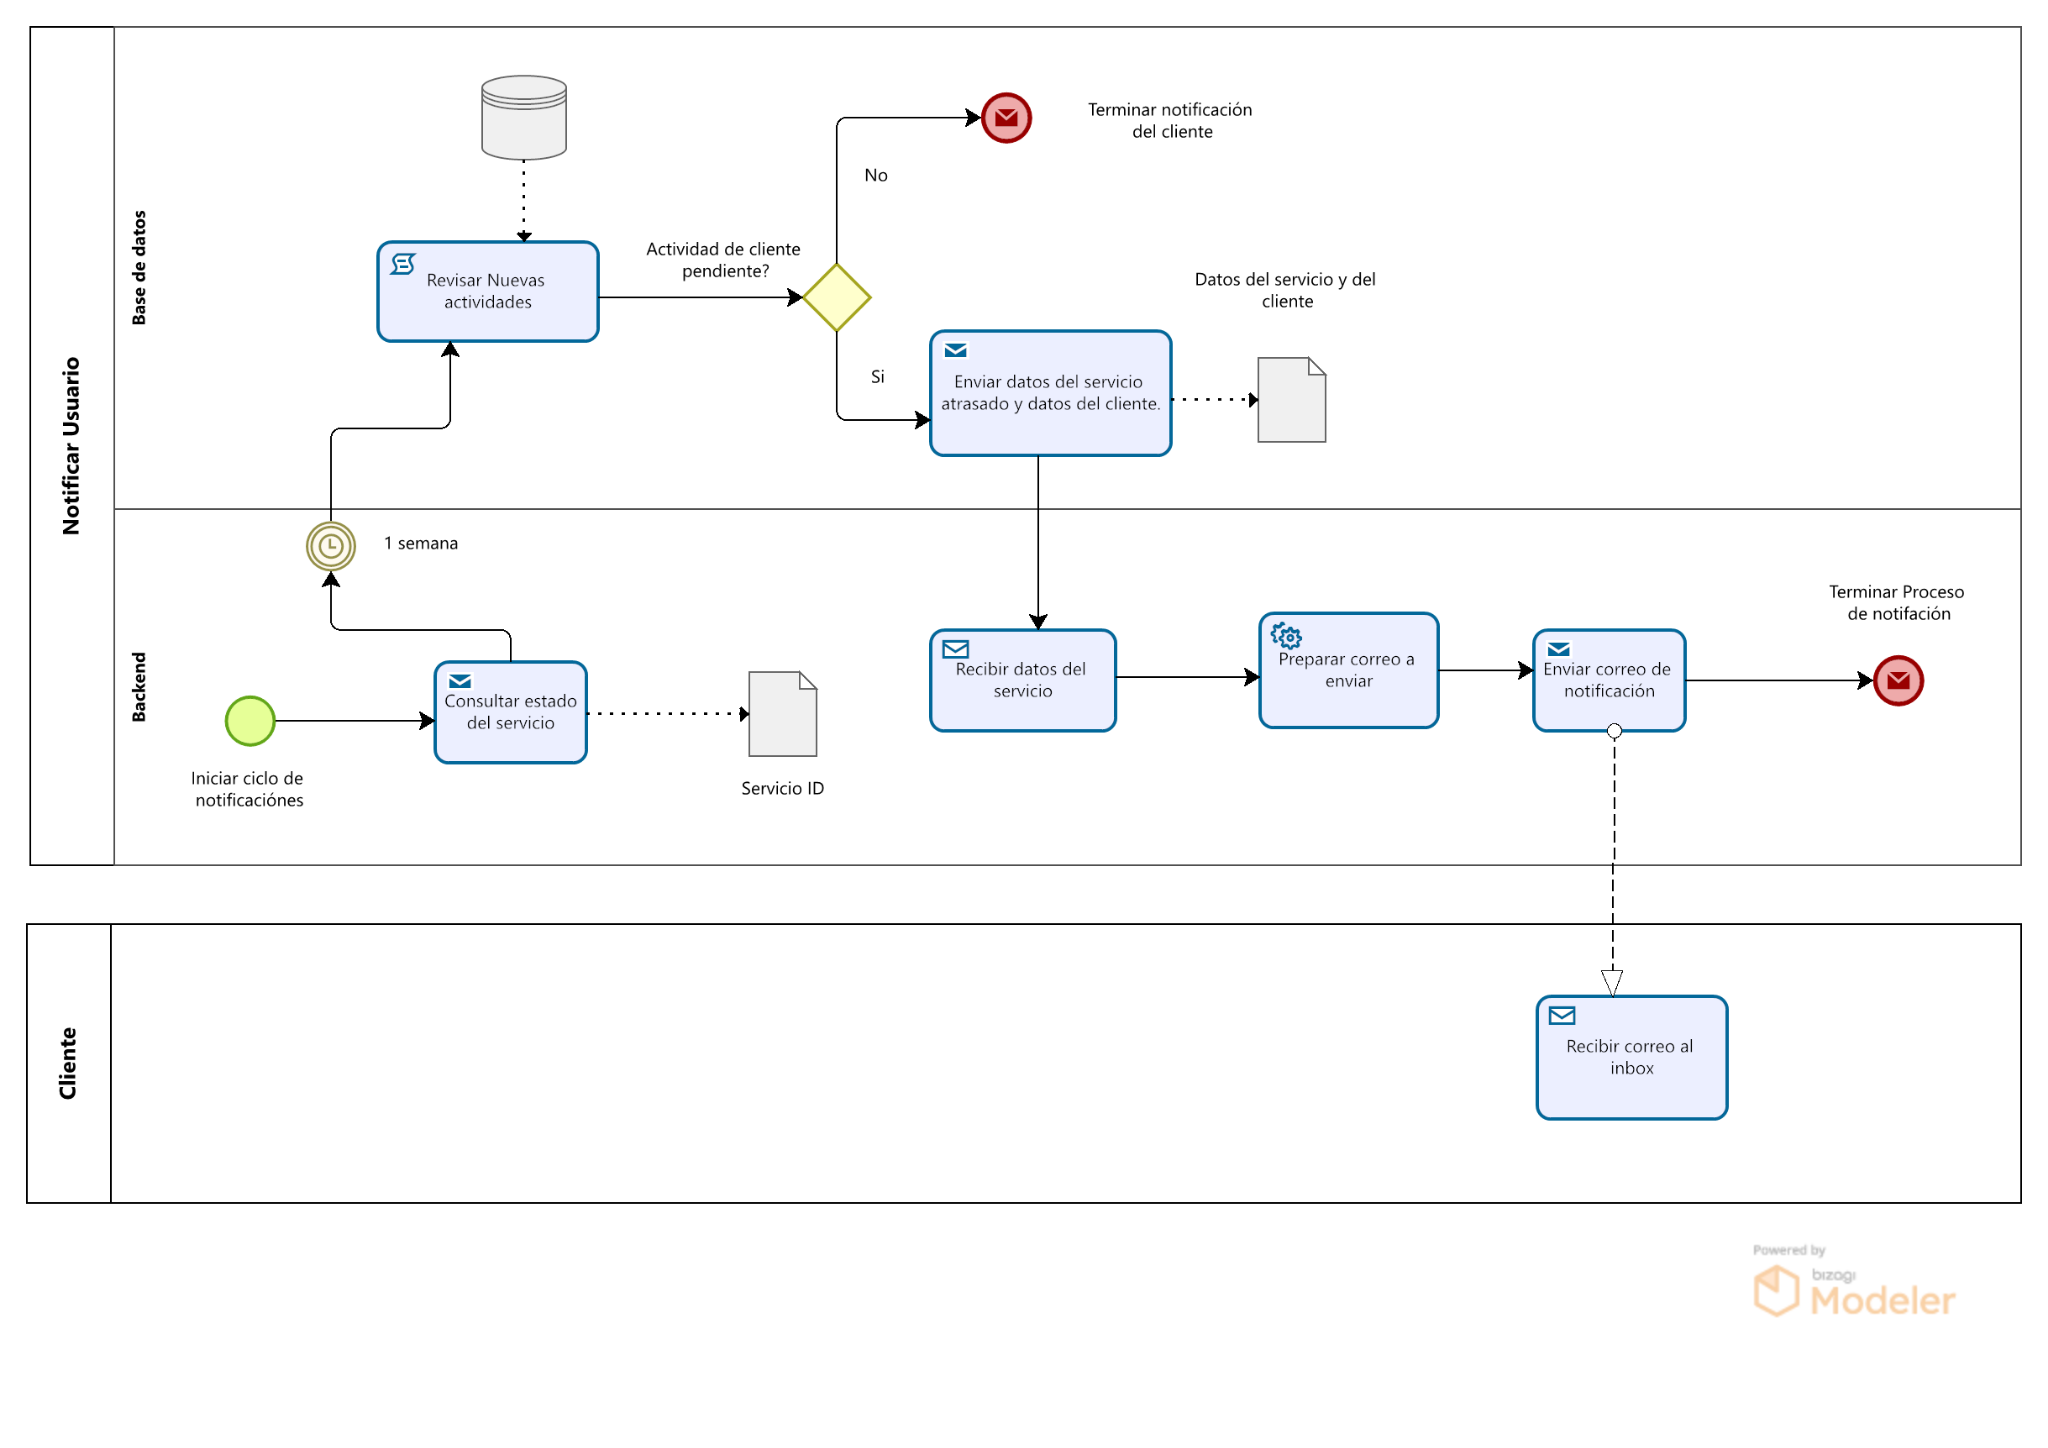 Notificar Usuario
Base de datos
Terminar notificación
del cliente
No
Actividad de cliente
pendiente?
Revisar Nuevas
actividades
Datos del servicio y del
cliente
Si
Enviar datos del servicio
atrasado y datos del cliente.
Backend
1 semana
Terminar Proceso
de notifación
Recibir datos del
servicio
Preparar correo a
enviar
Enviar correo de
notificación
Consultar estado
del servicio
Iniciar ciclo de
notificaciónes
Servicio ID
Cliente
Recibir correo al
inbox
Powered by
bizagi
Modeler